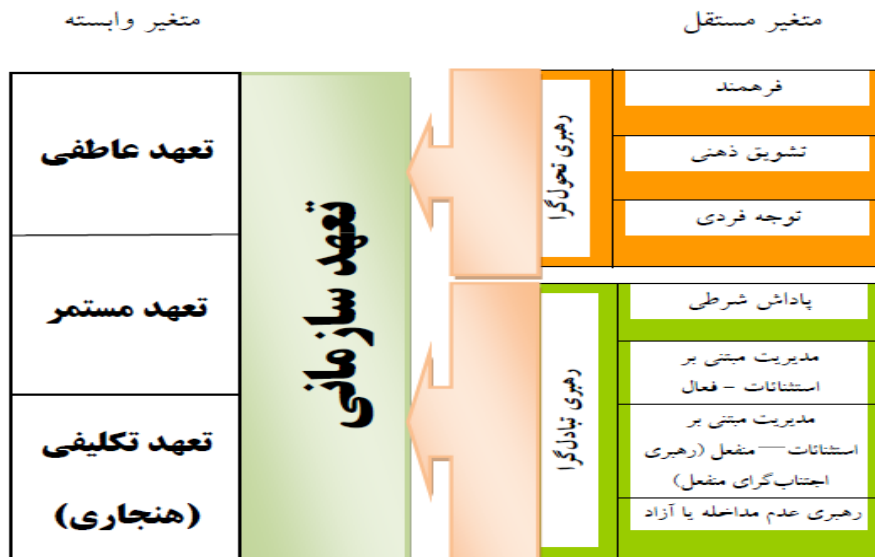 متغیر مستقل
متغیر وابسته
فرهمند
تشویق ذهنی
توجه فردی
رهبری تحول‌گرا
پاداش شرطی
مدیریت مبتنی بر
استثنائات – فعال
مدیریت مبتنی بر
استثنائات— منفعل (رهبری
اجتناب‌گرای منفعل)
رهبری عدم مداخله یا آزاد
رهبری تبادل‌گرا
تعهد سازمانی
تعهد عاطفی
تعهد مستمر
تعهد تکلیفی
(هنجاری)